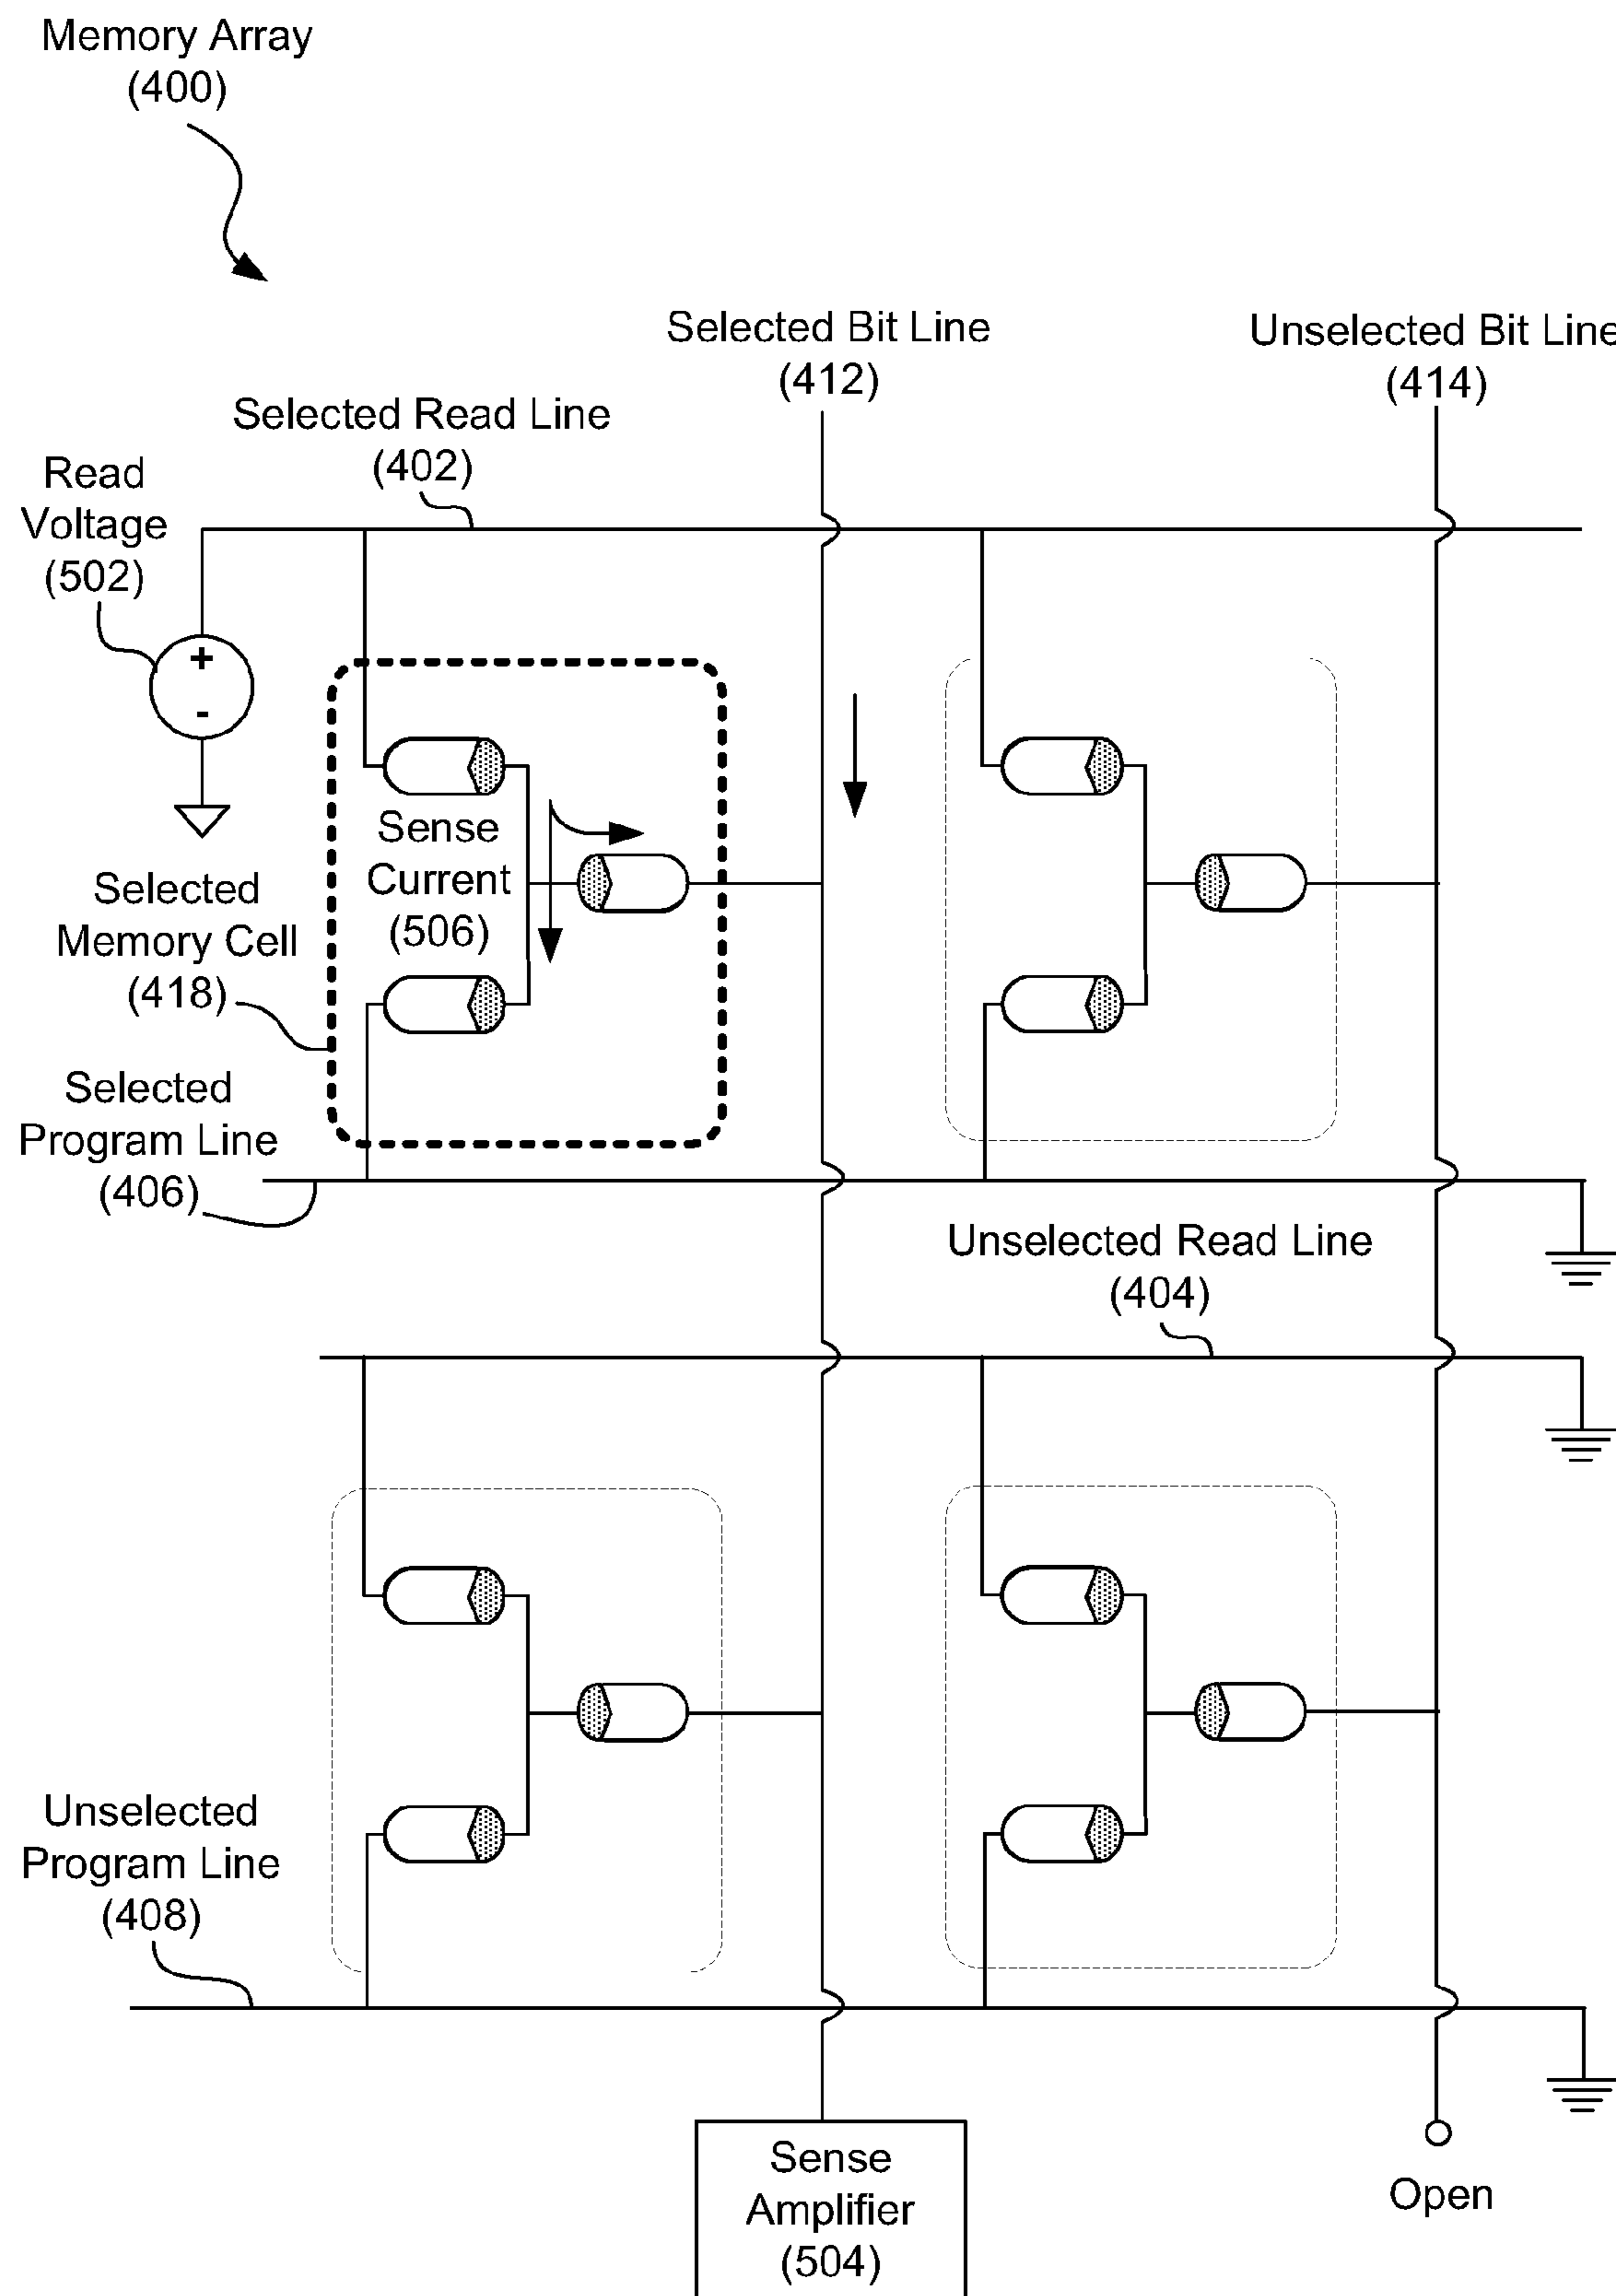 Memory Array
(400)
Selected Bit Line
(412)
Unselected Bit Line
(414)
Selected Read Line
(402)
Read
Voltage
(502)
+
-
Sense
Current
(506)
Selected
Memory Cell
(418)
Selected
Program Line
(406)
Unselected Read Line
(404)
Unselected
Program Line
(408)
Sense
Amplifier
(504)
Open